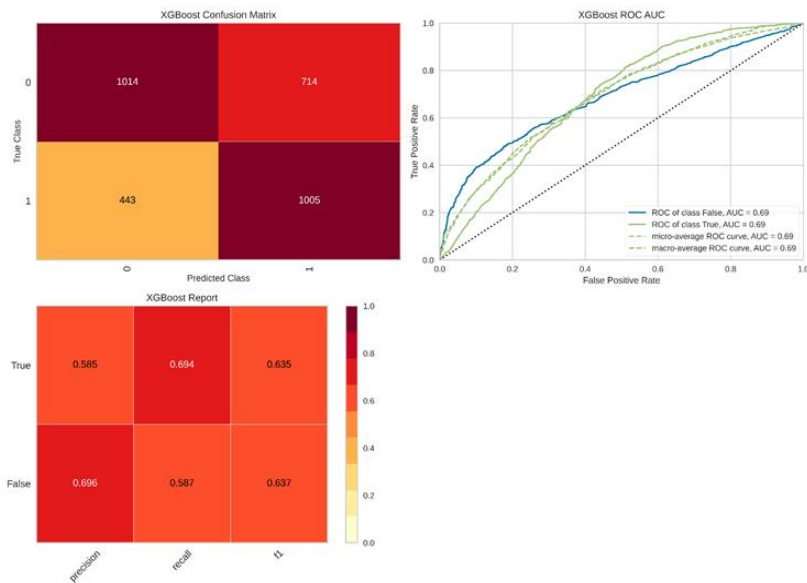 XGBoost Confusion Matrix
True Class
0
1014
714
1
443
1005
0
1
Predicted Class
XGBoost ROC AUC
True Positive Rate
1.0
0.8
0.6
0.4
0.2
0.0
ROC of class False, AUC = 0.69
ROC of class True, AUC = 0.69
micro-average ROC curve, AUC = 0.69
macro-average ROC curve, AUC = 0.69
0.0
0.2
0.4
0.6
0.8
1.0
False Positive Rate
XGBoost Report
True
0.585
0.694
0.635
False
0.696
0.587
0.637
precision
recall
f1
1.0
0.8
0.6
0.4
0.2
0.0